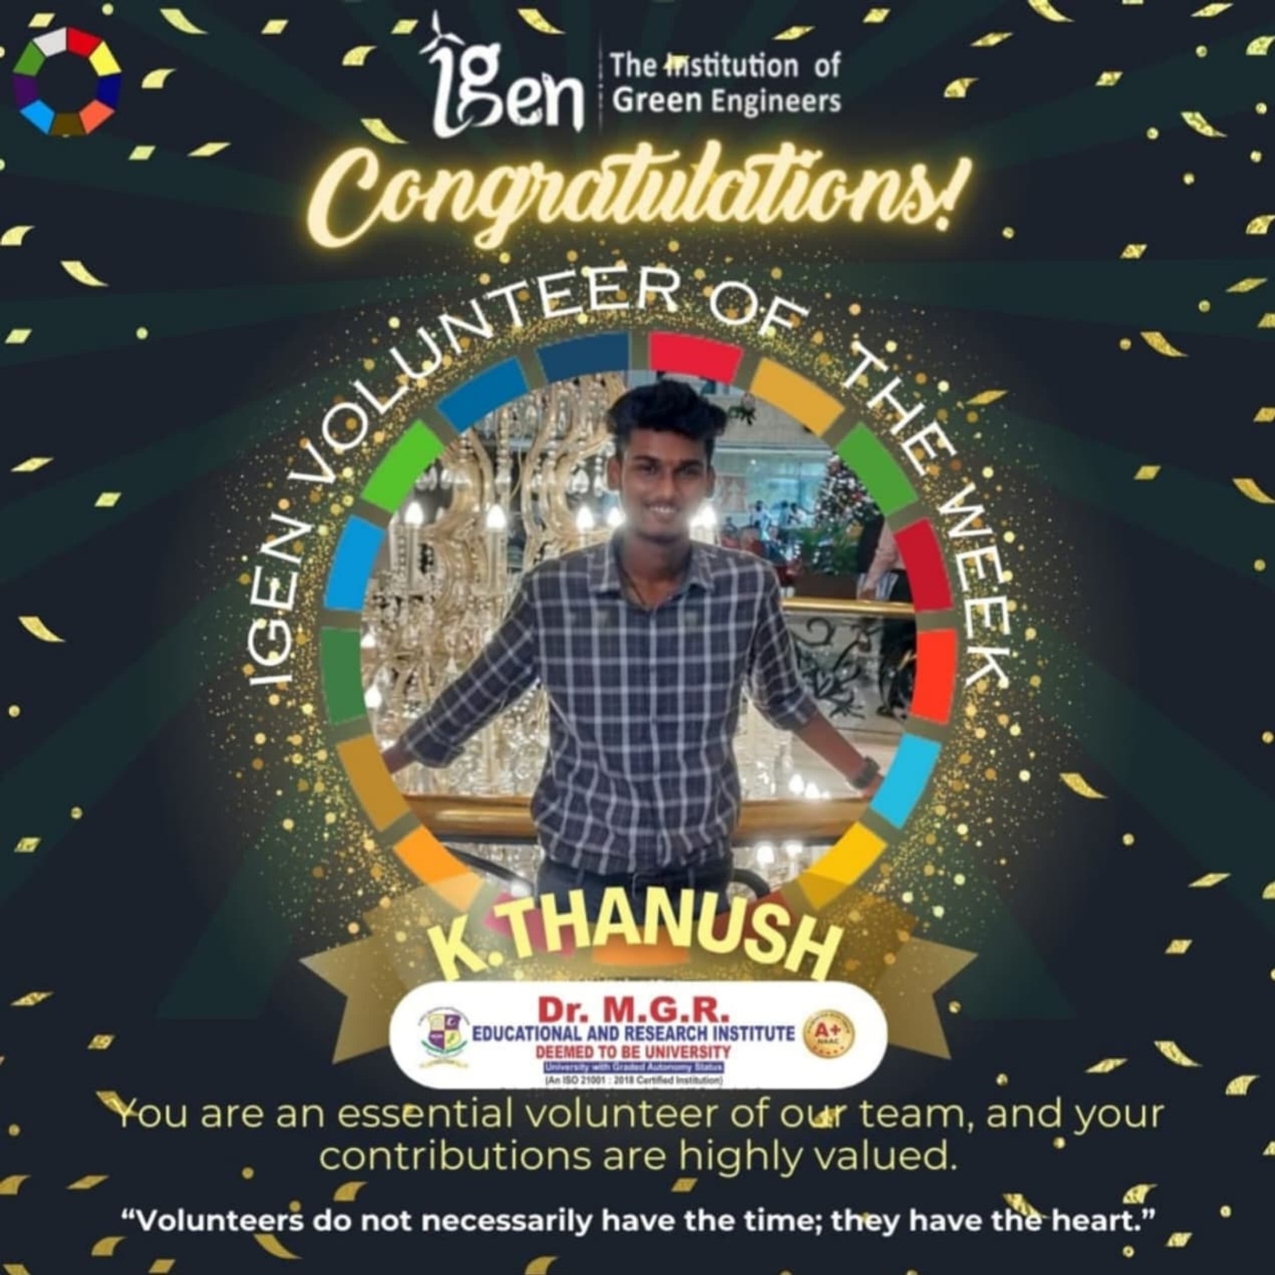 igen
The Institution of
Green Engineers
Congratulations!
IGEN VOLUNTEER OF THE WEEK
K.THANUSH
Dr. M.G.R.
EDUCATIONAL AND RESEARCH INSTITUTE
DEEMED TO BE UNIVERSITY
University with Graded Autonomy Status
(An ISO 21001 : 2018 Certified Institution)
A+
NAAC
You are an essential volunteer of our team, and your
contributions are highly valued.
“Volunteers do not necessarily have the time; they have the heart.”